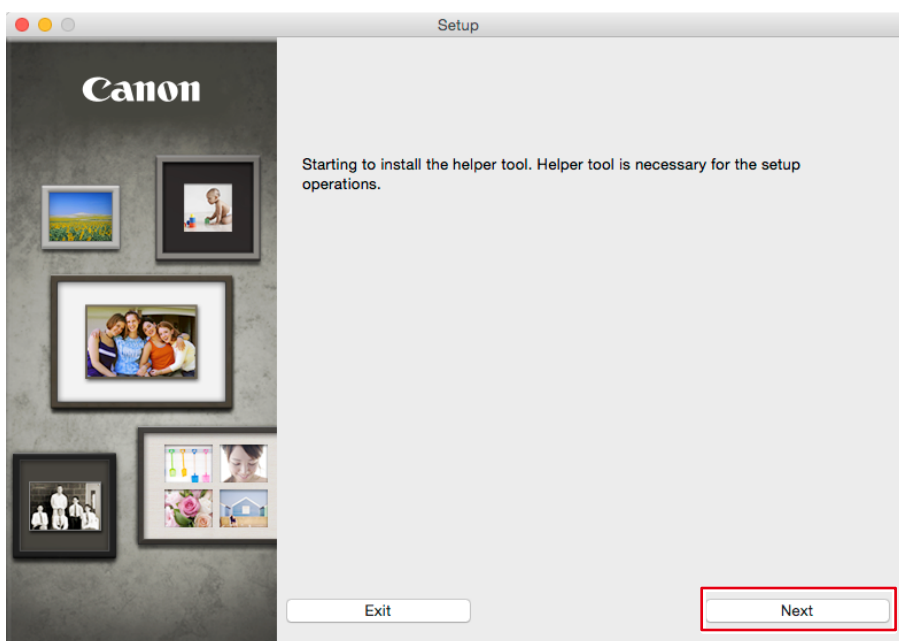 Setup
Canon
Starting to install the helper tool. Helper tool is necessary for the setup
operations.
Exit
Next